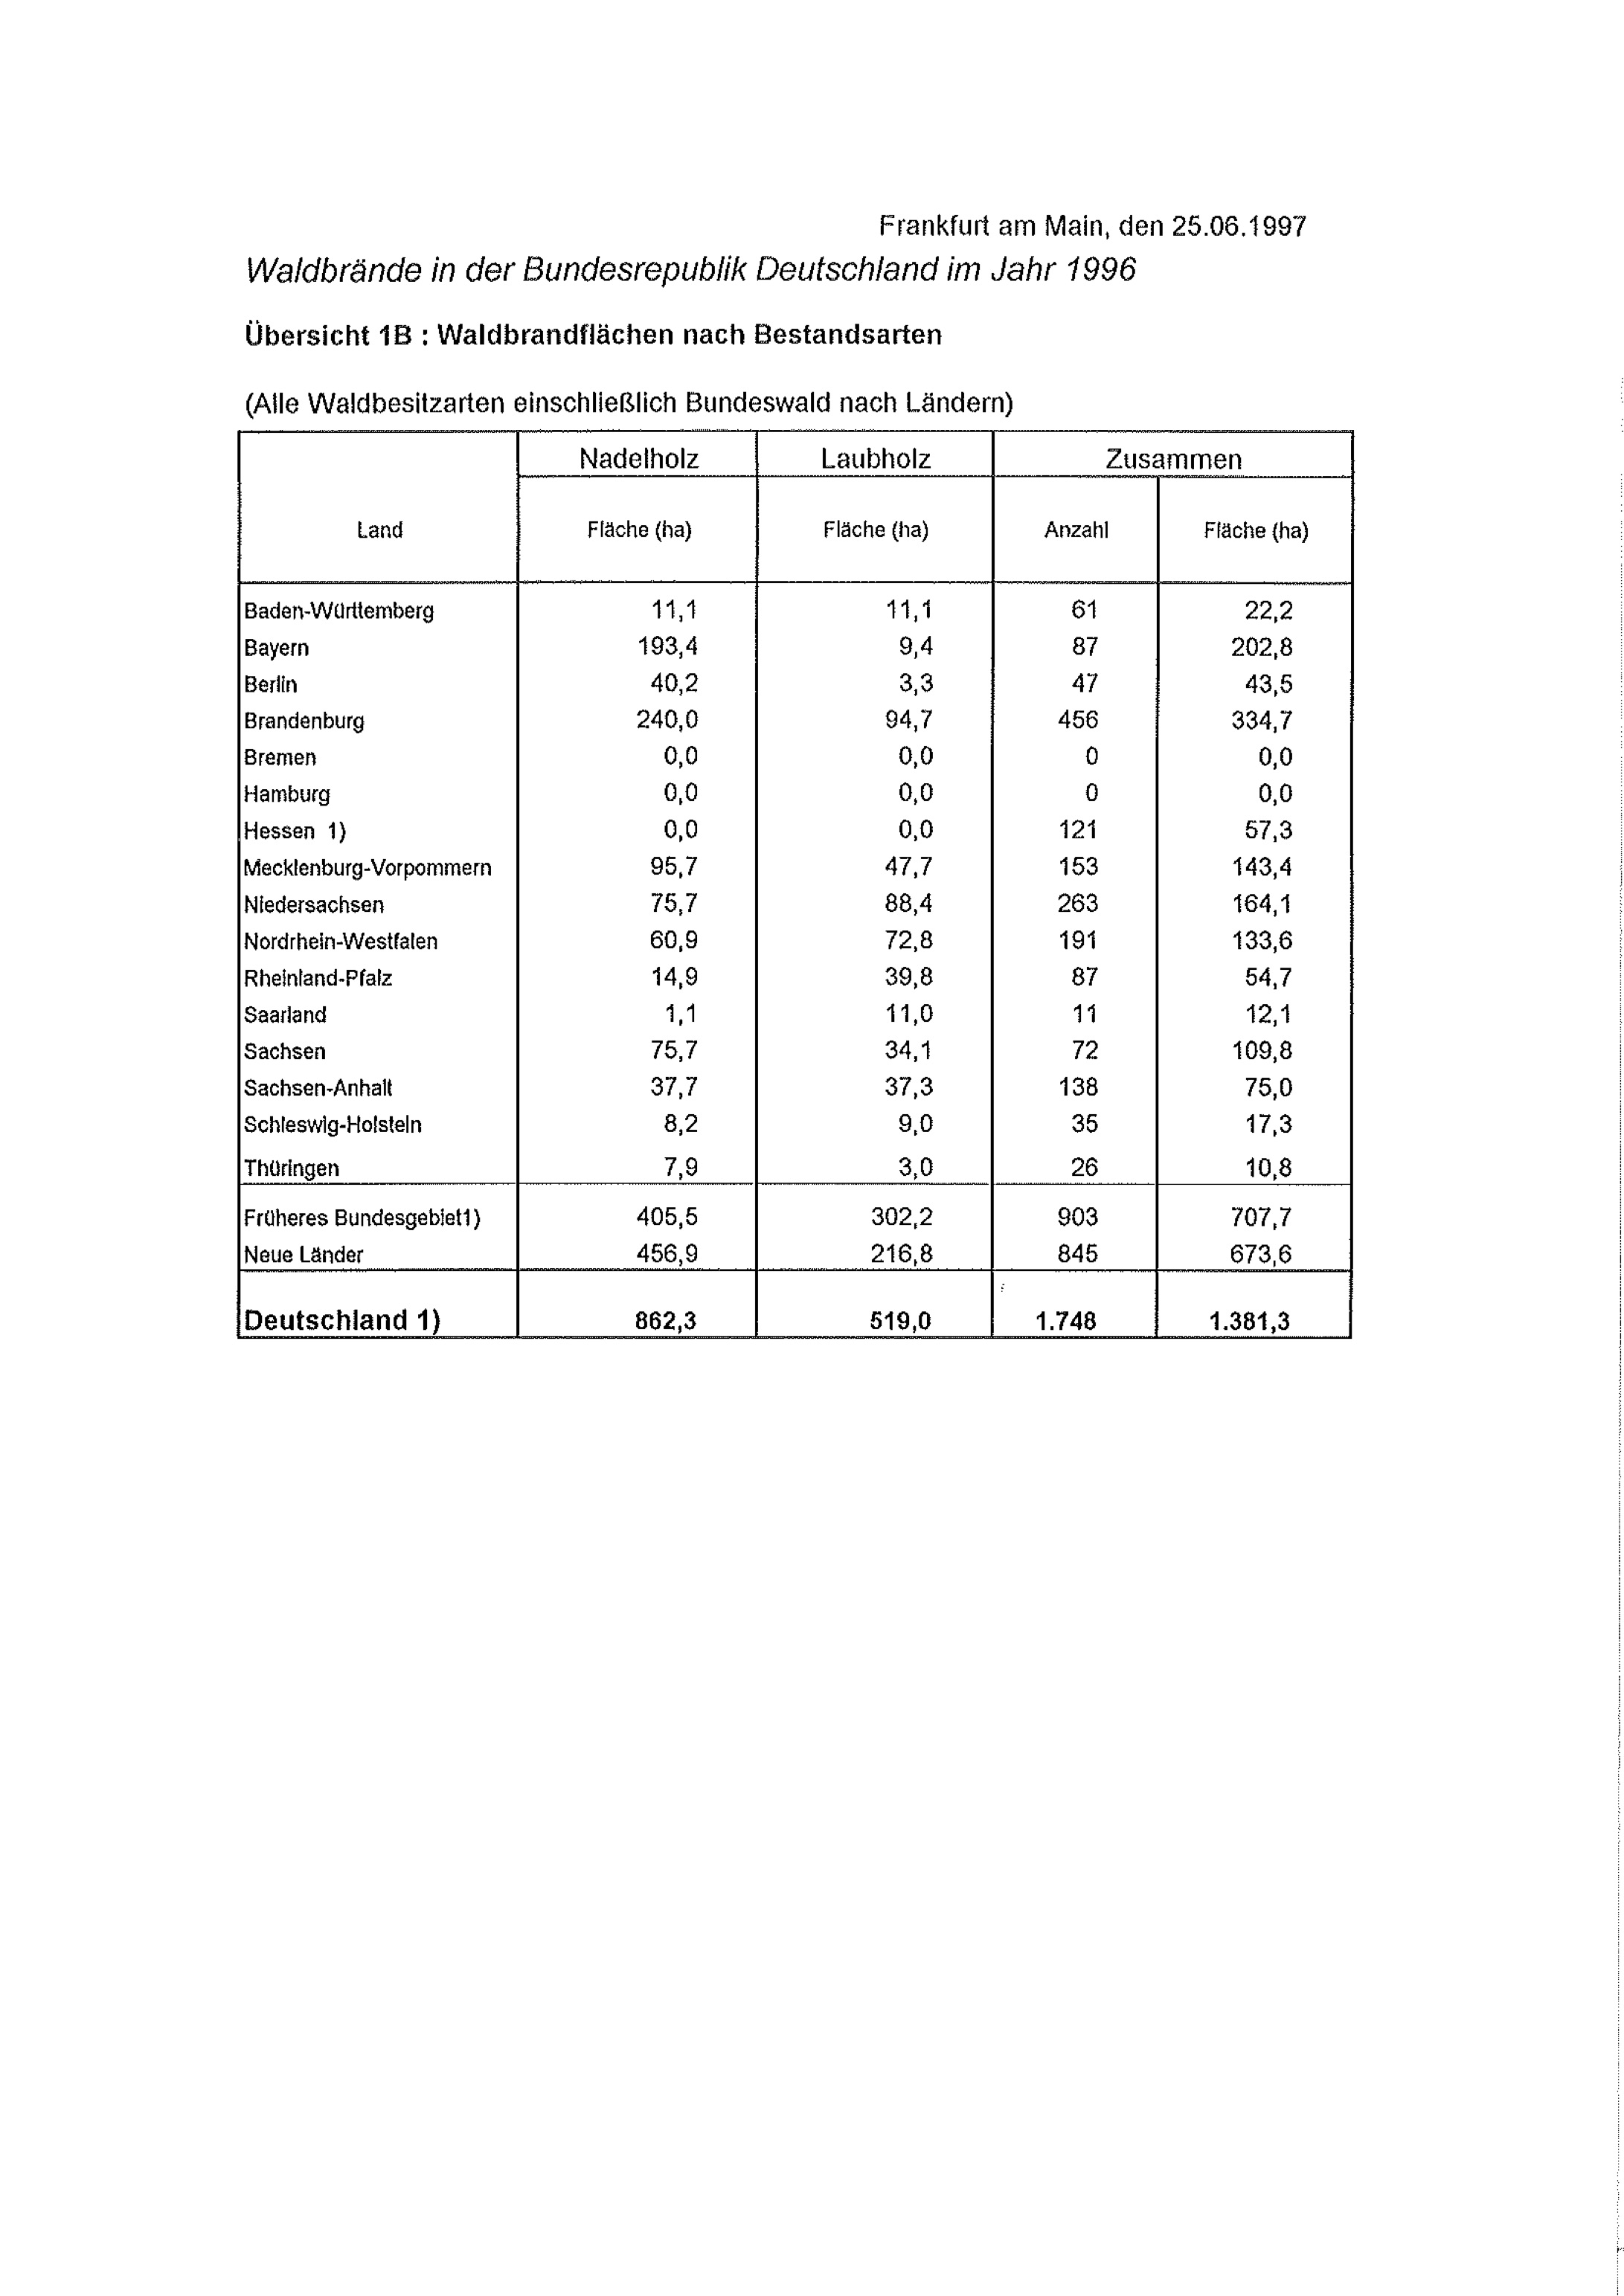 Frankfurt am Main, den 25.06.1997
Waldbrände in der Bundesrepublik Deutschland im Jahr 1996
Übersicht 1B : Waldbrandflächen nach Bestandsarten
(Alle Waldbesitzarten einschließlich Bundeswald nach Ländern)
Nadelholz Laubholz Zusammen
Land Fläche (ha) Fläche (ha) Anzahl Fläche (ha)
Baden-Württemberg 11,1 11,1 61 22,2
Bayern 193,4 9,4 87 202,8
Berlin 40,2 3,3 47 43,5
Brandenburg 240,0 94,7 456 334,7
Bremen 0,0 0,0 0 0,0
Hamburg 0,0 0,0 0 0,0
Hessen 1) 0,0 0,0 121 57,3
Mecklenburg-Vorpommern 95,7 47,7 153 143,4
Niedersachsen 75,7 88,4 263 164,1
Nordrhein-Westfalen 60,9 72,8 191 133,6
Rheinland-Pfalz 14,9 39,8 87 54,7
Saarland 1,1 11,0 11 12,1
Sachsen 75,7 34,1 72 109,8
Sachsen-Anhalt 37,7 37,3 138 75,0
Schleswig-Holstein 8,2 9,0 35 17,3
Thüringen 7,9 3,0 26 10,8
Früheres Bundesgebiet1) 405,5 302,2 903 707,7
Neue Länder 456,9 216,8 845 673,6
Deutschland 1) 862,3 519,0 1.748 1.381,3